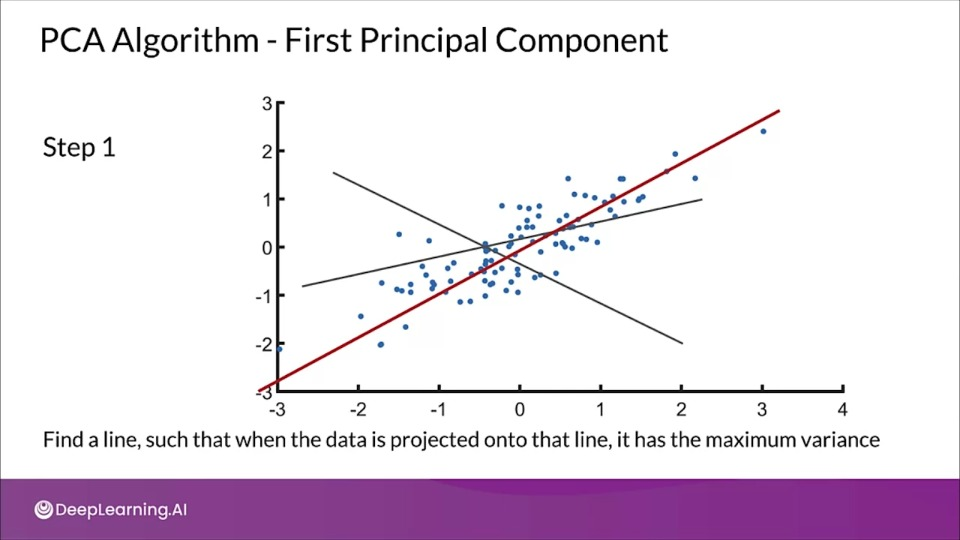 PCA Algorithm - First Principal Component
Step 1
3
2
1
0
-1
-2
-3
-3 -2 -1 0 1 2 3 4
Find a line, such that when the data is projected onto that line, it has the maximum variance
DeepLearning.AI